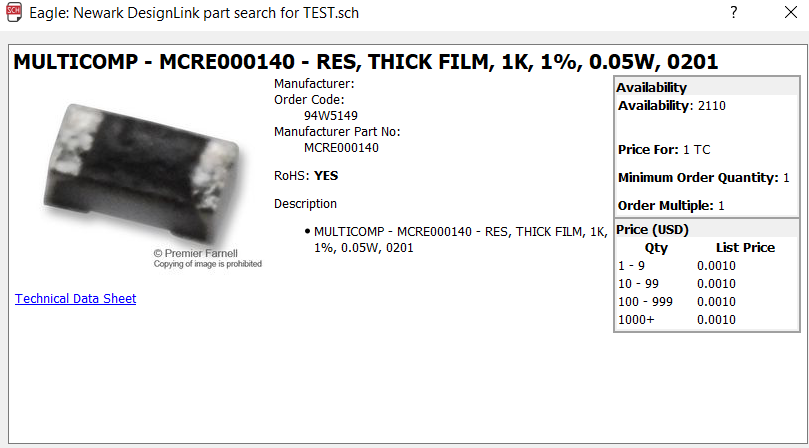 Eagle: Newark DesignLink part search for TEST.sch
MULTICOMP - MCRE000140 - RES, THICK FILM, 1K, 1%, 0.05W, 0201
Manufacturer:
Order Code:
94W5149
Manufacturer Part No:
MCRE000140
RoHS: YES
Description
• MULTICOMP - MCRE000140 - RES, THICK FILM, 1K,
1%, 0.05W, 0201
© Premier Farnell
Copying of image is prohibited
Technical Data Sheet
Availability
Availability: 2110
Price For: 1 TC
Minimum Order Quantity: 1
Order Multiple: 1
Price (USD)
Qty List Price
1 - 9 0.0010
10 - 99 0.0010
100 - 999 0.0010
1000+ 0.0010